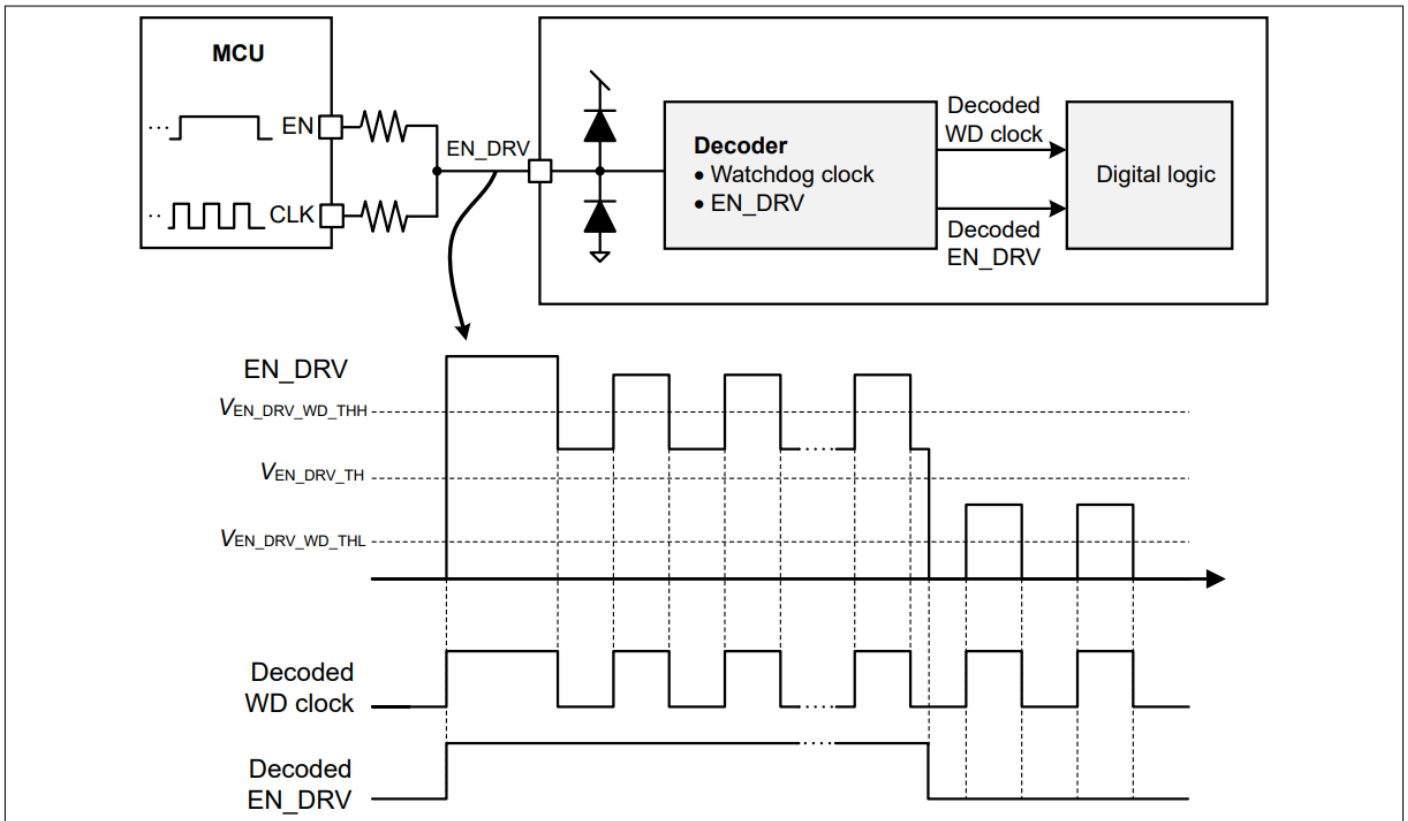 MCU
EN
CLK
EN_DRV
Decoder
• Watchdog clock
• EN_DRV
Decoded
WD clock
Decoded
EN_DRV
Digital logic
EN_DRV
VEN_DRV_WD_THH
VEN_DRV_TH
VEN_DRV_WD_THL
Decoded
WD clock
Decoded
EN_DRV